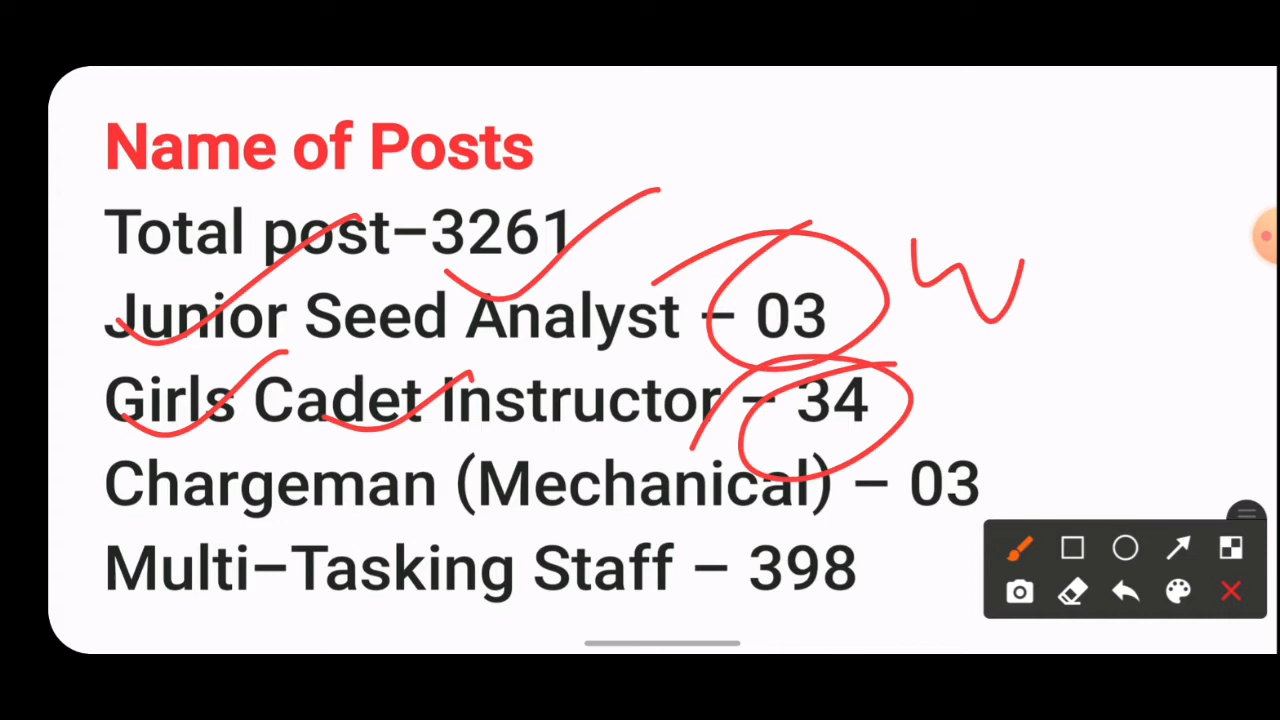 Name of Posts
Total post–3261
Junior Seed Analyst – 03
Girls Cadet Instructor – 34
Chargeman (Mechanical) – 03
Multi–Tasking Staff – 398